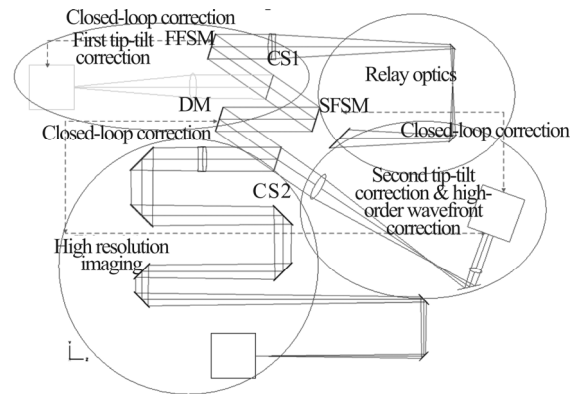 Closed-loop correction
First tip-tilt
correction
FFSM
CS1
Relay optics
DM
SFSM
Closed-loop correction
Closed-loop correction
Second tip-tilt
correction & high-
order wavefront
correction
CS2
High resolution
imaging